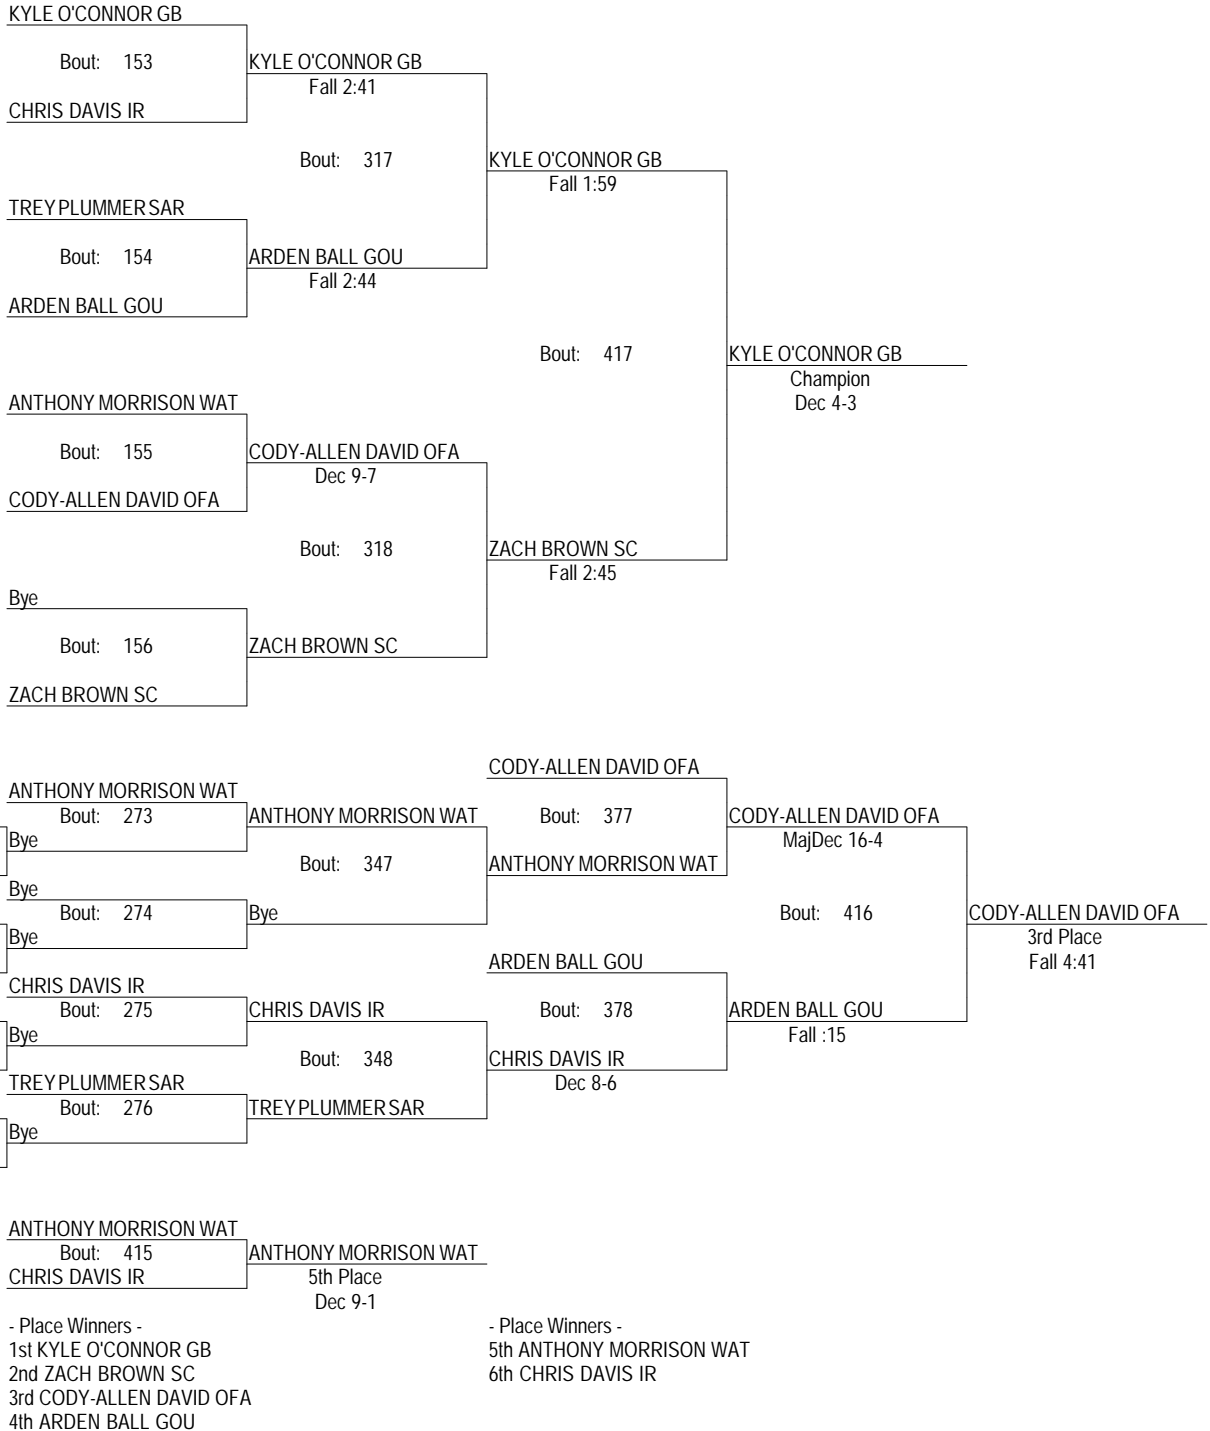 KYLE O'CONNOR GB
Bout: 153
KYLE O'CONNOR GB
Fall 2:41
CHRIS DAVIS IR
Bout: 317
KYLE O'CONNOR GB
Fall 1:59
TREY PLUMMER SAR
Bout: 154
ARDEN BALL GOU
Fall 2:44
ARDEN BALL GOU
Bout: 417
KYLE O'CONNOR GB
Champion
Dec 4-3
ANTHONY MORRISON WAT
Bout: 155
CODY-ALLEN DAVID OFA
Dec 9-7
CODY-ALLEN DAVID OFA
Bout: 318
ZACH BROWN SC
Fall 2:45
Bye
Bout: 156
ZACH BROWN SC
ZACH BROWN SC
CODY-ALLEN DAVID OFA
ANTHONY MORRISON WAT
Bout: 273
ANTHONY MORRISON WAT
Bout: 377
CODY-ALLEN DAVID OFA
MajDec 16-4
Bye
Bout: 347
ANTHONY MORRISON WAT
Bye
Bout: 274
Bye
Bout: 416
CODY-ALLEN DAVID OFA
3rd Place
Fall 4:41
Bye
ARDEN BALL GOU
CHRIS DAVIS IR
Bout: 275
CHRIS DAVIS IR
Bout: 378
ARDEN BALL GOU
Fall :15
Bye
Bout: 348
CHRIS DAVIS IR
Dec 8-6
TREY PLUMMER SAR
Bout: 276
TREY PLUMMER SAR
Bye
ANTHONY MORRISON WAT
Bout: 415
ANTHONY MORRISON WAT
5th Place
Dec 9-1
CHRIS DAVIS IR
- Place Winners -
1st KYLE O'CONNOR GB
2nd ZACH BROWN SC
3rd CODY-ALLEN DAVID OFA
4th ARDEN BALL GOU
- Place Winners -
5th ANTHONY MORRISON WAT
6th CHRIS DAVIS IR